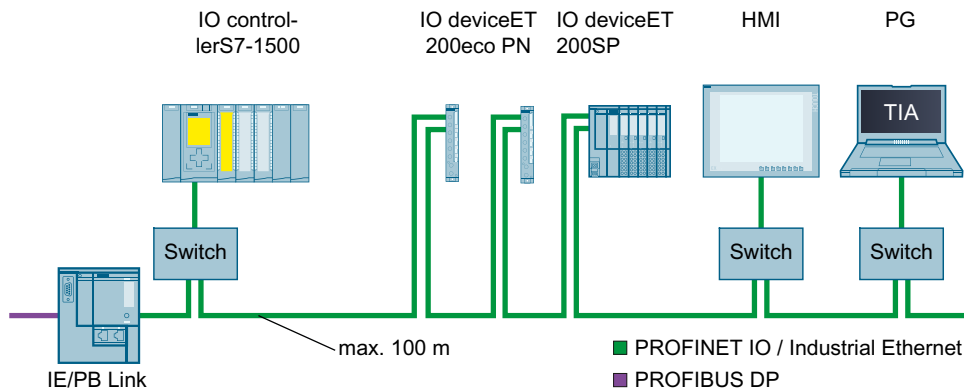 IO control-
lerS7-1500
IO deviceET
200eco PN
IO deviceET
200SP
HMI
PG
TIA
Switch
Switch
Switch
max. 100 m
IE/PB Link
PROFINET IO / Industrial Ethernet
PROFIBUS DP